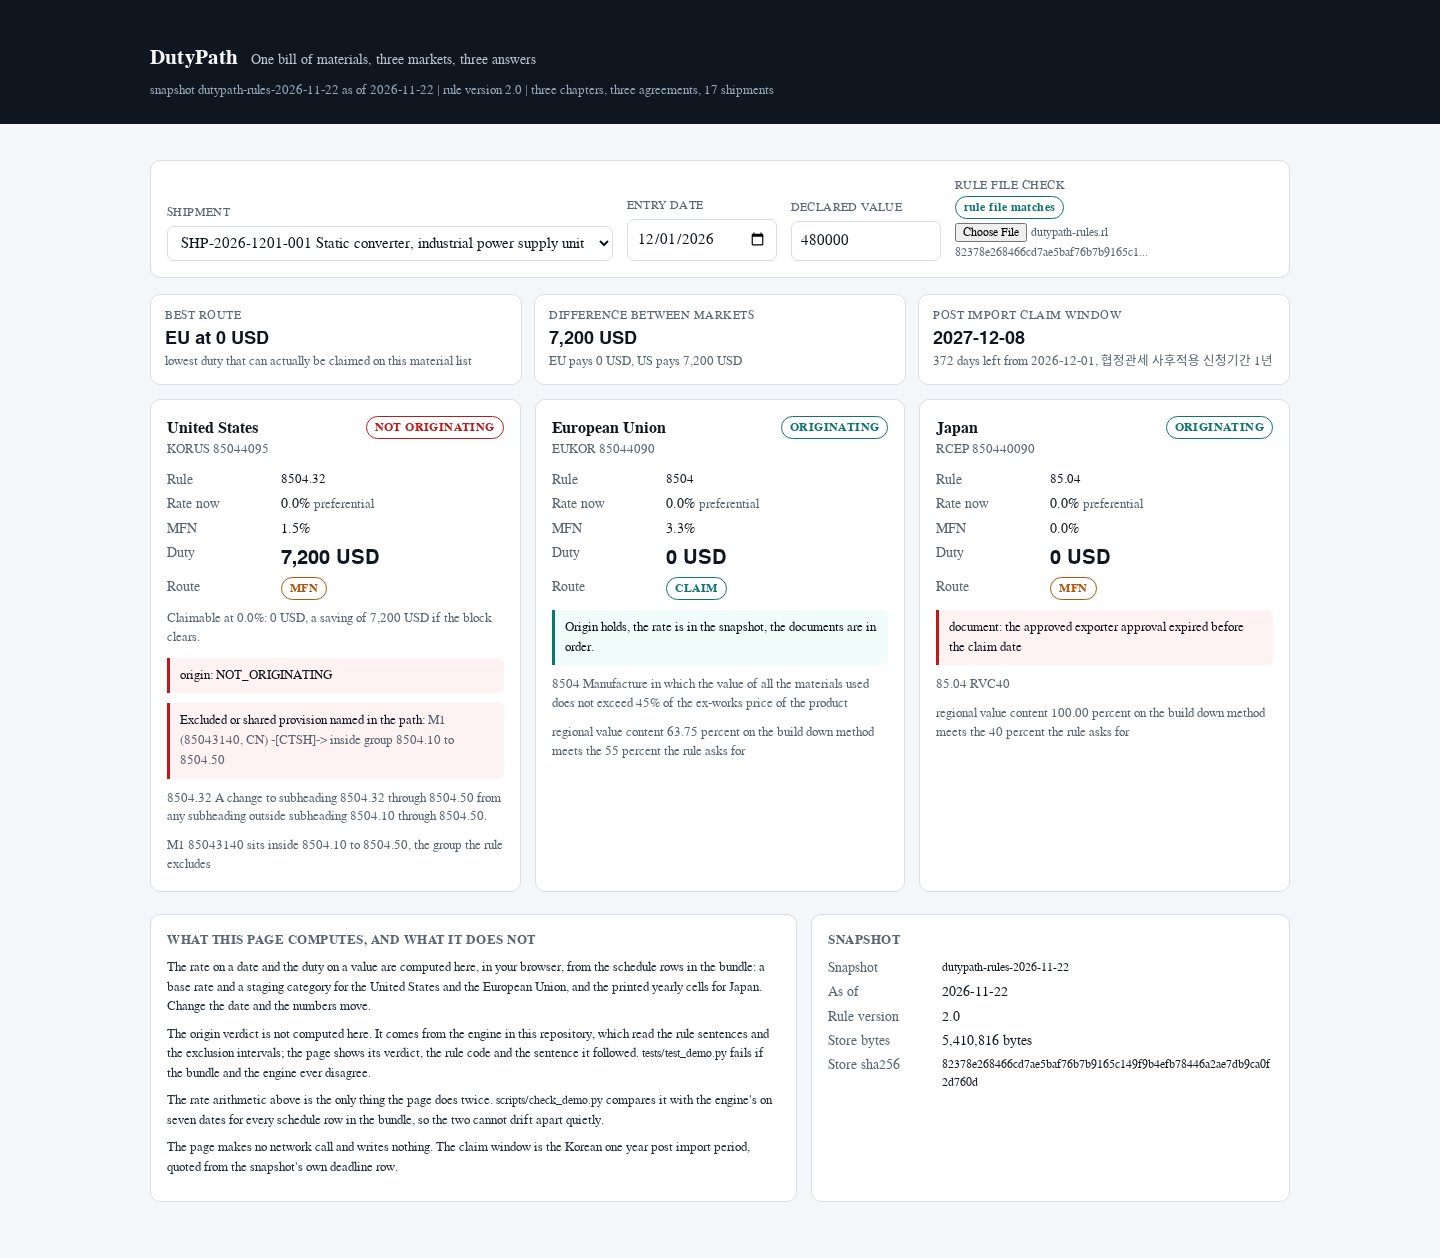 DutyPath One bill of materials, three markets, three answers
snapshot dutypath-rules-2026-11-22 as of 2026-11-22 | rule version 2.0 | three chapters, three agreements, 17 shipments
SHIPMENT
SHP-2026-1201-001 Static converter, industrial power supply unit
ENTRY DATE
12/01/2026
DECLARED VALUE
480000
RULE FILE CHECK
rule file matches
Choose File dutypath-rules.rl
82378e268466cd7ae5baf76b7b9165c1...
BEST ROUTE
EU at 0 USD
lowest duty that can actually be claimed on this material list
DIFFERENCE BETWEEN MARKETS
7,200 USD
EU pays 0 USD, US pays 7,200 USD
POST IMPORT CLAIM WINDOW
2027-12-08
372 days left from 2026-12-01, 협정관세 사후적용 신청기간 1년
United States NOT ORIGINATING
KORUS 85044095
Rule 8504.32
Rate now 0.0% preferential
MFN 1.5%
Duty 7,200 USD
Route MFN
Claimable at 0.0%: 0 USD, a saving of 7,200 USD if the block
clears.
origin: NOT_ORIGINATING
Excluded or shared provision named in the path: M1
(85043140, CN) -[CTSH]-> inside group 8504.10 to
8504.50
8504.32 A change to subheading 8504.32 through 8504.50 from
any subheading outside subheading 8504.10 through 8504.50.
M1 85043140 sits inside 8504.10 to 8504.50, the group the rule
excludes
European Union ORIGINATING
EUKOR 85044090
Rule 8504
Rate now 0.0% preferential
MFN 3.3%
Duty 0 USD
Route CLAIM
Origin holds, the rate is in the snapshot, the documents are in
order.
8504 Manufacture in which the value of all the materials used
does not exceed 45% of the ex-works price of the product
regional value content 63.75 percent on the build down method
meets the 55 percent the rule asks for
Japan ORIGINATING
RCEP 850440090
Rule 85.04
Rate now 0.0% preferential
MFN 0.0%
Duty 0 USD
Route MFN
document: the approved exporter approval expired before
the claim date
85.04 RVC40
regional value content 100.00 percent on the build down method
meets the 40 percent the rule asks for
WHAT THIS PAGE COMPUTES, AND WHAT IT DOES NOT
The rate on a date and the duty on a value are computed here, in your browser, from the schedule rows in the bundle: a
base rate and a staging category for the United States and the European Union, and the printed yearly cells for Japan.
Change the date and the numbers move.
The origin verdict is not computed here. It comes from the engine in this repository, which read the rule sentences and
the exclusion intervals; the page shows its verdict, the rule code and the sentence it followed. tests/test_demo.py fails if
the bundle and the engine ever disagree.
The rate arithmetic above is the only thing the page does twice. scripts/check_demo.py compares it with the engine's on
seven dates for every schedule row in the bundle, so the two cannot drift apart quietly.
The page makes no network call and writes nothing. The claim window is the Korean one year post import period,
quoted from the snapshot's own deadline row.
SNAPSHOT
Snapshot dutypath-rules-2026-11-22
As of 2026-11-22
Rule version 2.0
Store bytes 5,410,816 bytes
Store sha256 82378e268466cd7ae5baf76b7b9165c149f9b4efb78446a2ae7db9ca0f
2d760d